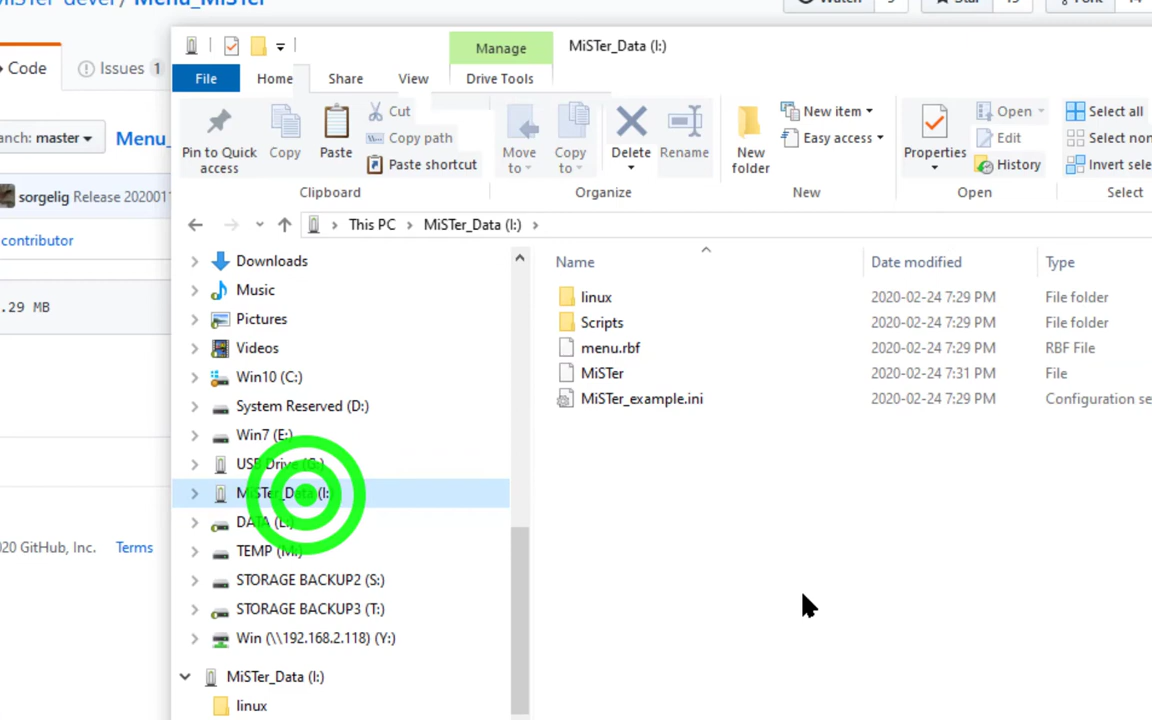 MiSTer-devel / Menu_MiSTer
Watch
Star
Code
Issues 1
master
Menu_
sorgelig Release 2020011
contributor
.29 MB
GitHub, Inc. Terms
Manage
MiSTer_Data (I:)
File
Home
Share
View
Drive Tools
Pin to Quick access
Copy
Paste
Cut
Copy path
Paste shortcut
Clipboard
Move to
Copy to
Delete
Rename
Organize
New folder
New item
Easy access
New
Properties
Open
Edit
History
Open
Select all
Select
Invert
Select
This PC > MiSTer_Data (I:) >
Downloads
Music
Pictures
Videos
Win10 (C:)
System Reserved (D:)
Win7 (E:)
USB Drive (G:)
MiSTer_Data (I:
DATA (L:)
TEMP (M:)
STORAGE BACKUP2 (S:)
STORAGE BACKUP3 (T:)
Win (\\192.168.2.118) (Y:)
MiSTer_Data (I:)
linux
Name Date modified Type
linux 2020-02-24 7:29 PM File folder
Scripts 2020-02-24 7:29 PM File folder
menu.rbf 2020-02-24 7:29 PM RBF File
MiSTer 2020-02-24 7:31 PM File
MiSTer_example.ini 2020-02-24 7:29 PM Configuration se